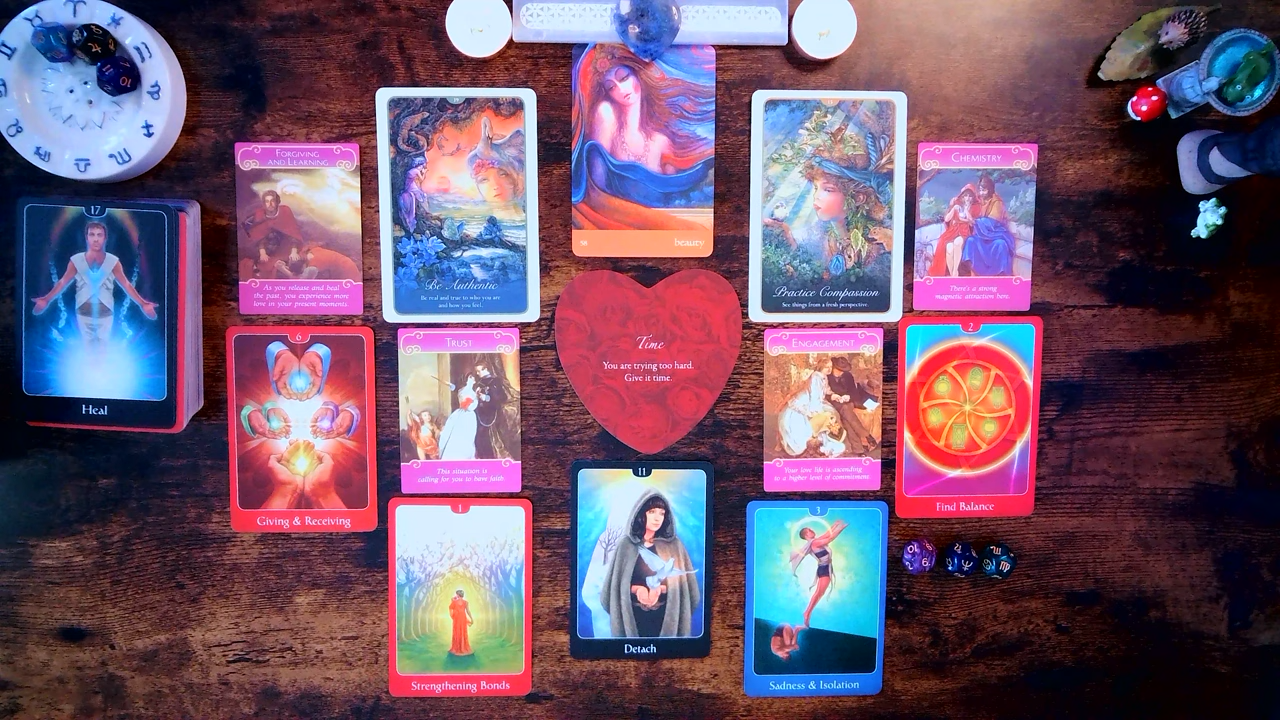 FORGIVING
AND LEARNING
As you release and heal
the past, you experience more
love in your present moments.
Be Authentic
Be real and true to who you are
and how you feel.
58 beauty
Practice Compassion
See things from a fresh perspective.
CHEMISTRY
There's a strong
magnetic attraction here.
17
Heal
6
Giving & Receiving
TRUST
This situation is
calling for you to have faith.
Time
You are trying too hard.
Give it time.
ENGAGEMENT
Your love life is ascending
to a higher level of commitment.
2
Find Balance
1
Strengthening Bonds
11
Detach
3
Sadness & Isolation